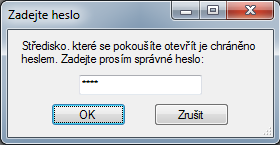 Zadejte heslo
Středisko, které se pokoušíte otevřít je chráněno
heslem. Zadejte prosím správné heslo:
****
OK
Zrušit